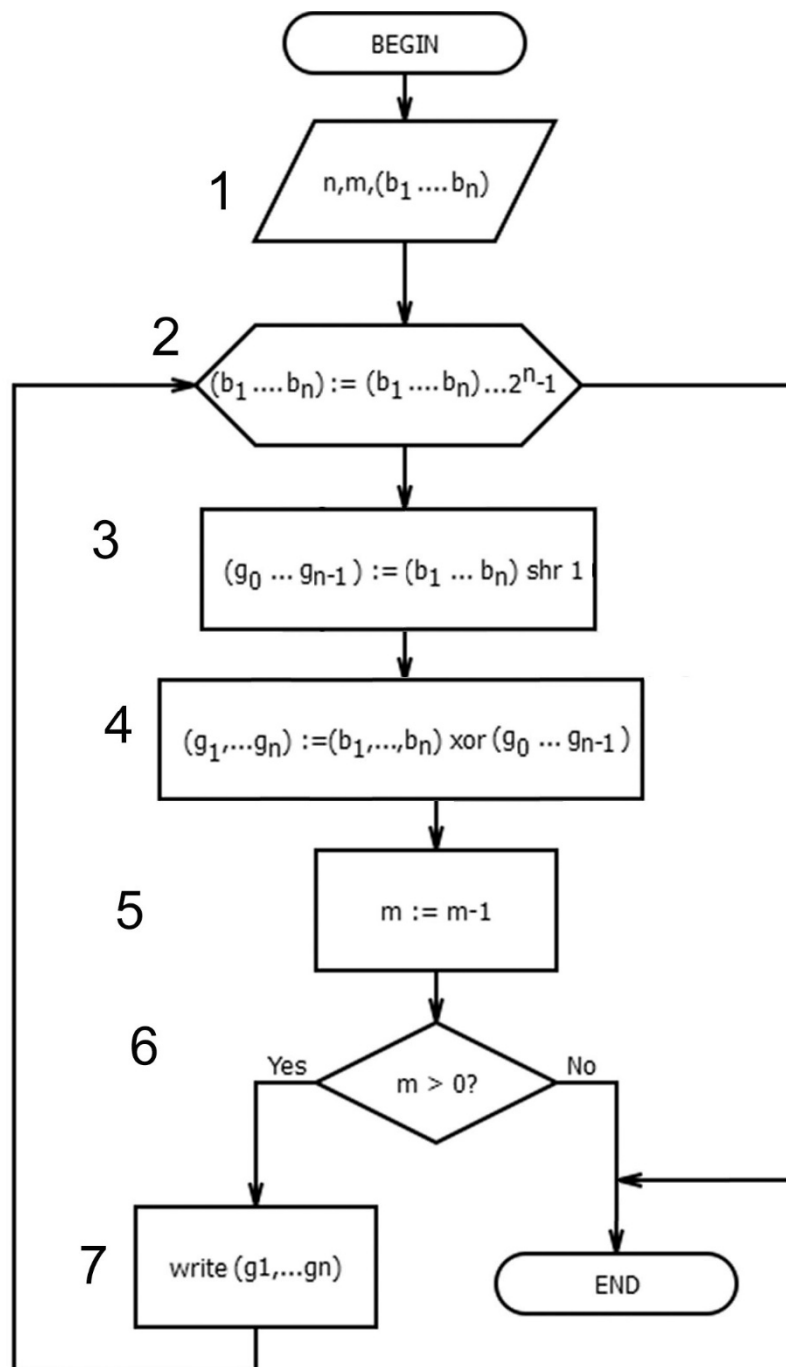 BEGIN
1
n,m,(b₁ ....bₙ)
2
(b₁ ....bₙ) := (b₁ ....bₙ) ...2ⁿ-1
3
(g₀ ... gₙ₋₁ ) := (b₁ ... bₙ) shr 1
4
(g₁,...gₙ) :=(b₁,...,bₙ) xor (g₀ ... gₙ₋₁ )
5
m := m-1
6
Yes
m > 0?
No
7
write (g1,...gn)
END